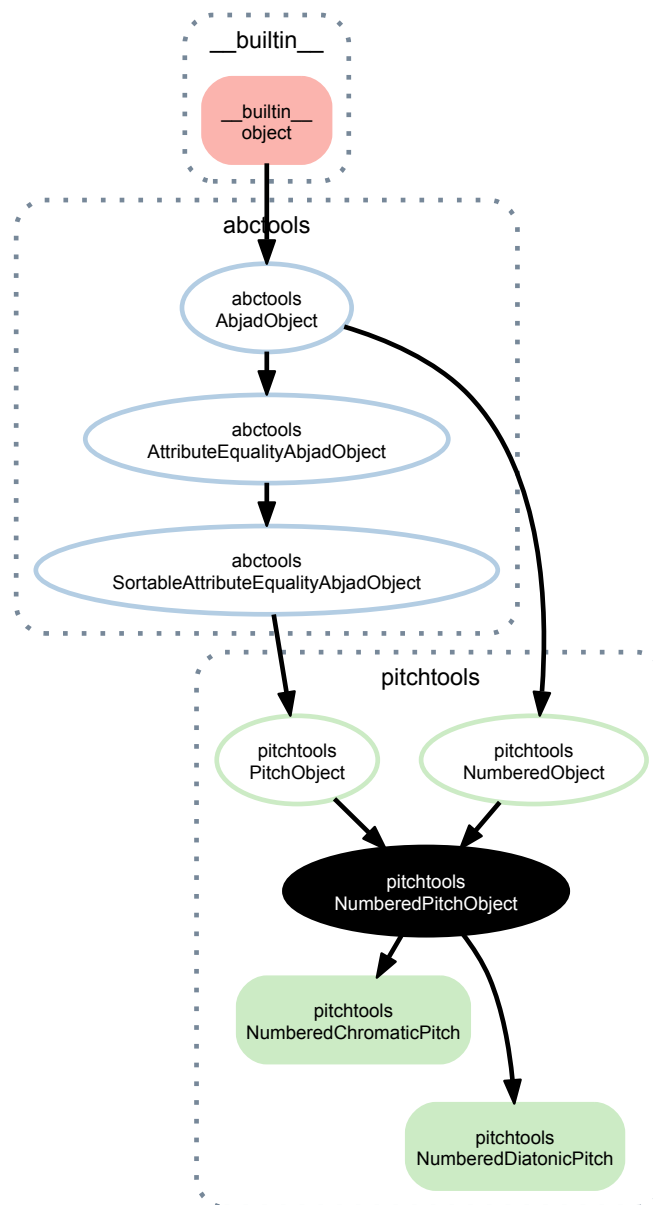 __builtin__
__builtin__
object
abctools
abctools
AbjadObject
abctools
AttributeEqualityAbjadObject
abctools
SortableAttributeEqualityAbjadObject
pitchtools
pitchtools
PitchObject
pitchtools
NumberedObject
pitchtools
NumberedPitchObject
pitchtools
NumberedChromaticPitch
pitchtools
NumberedDiatonicPitch